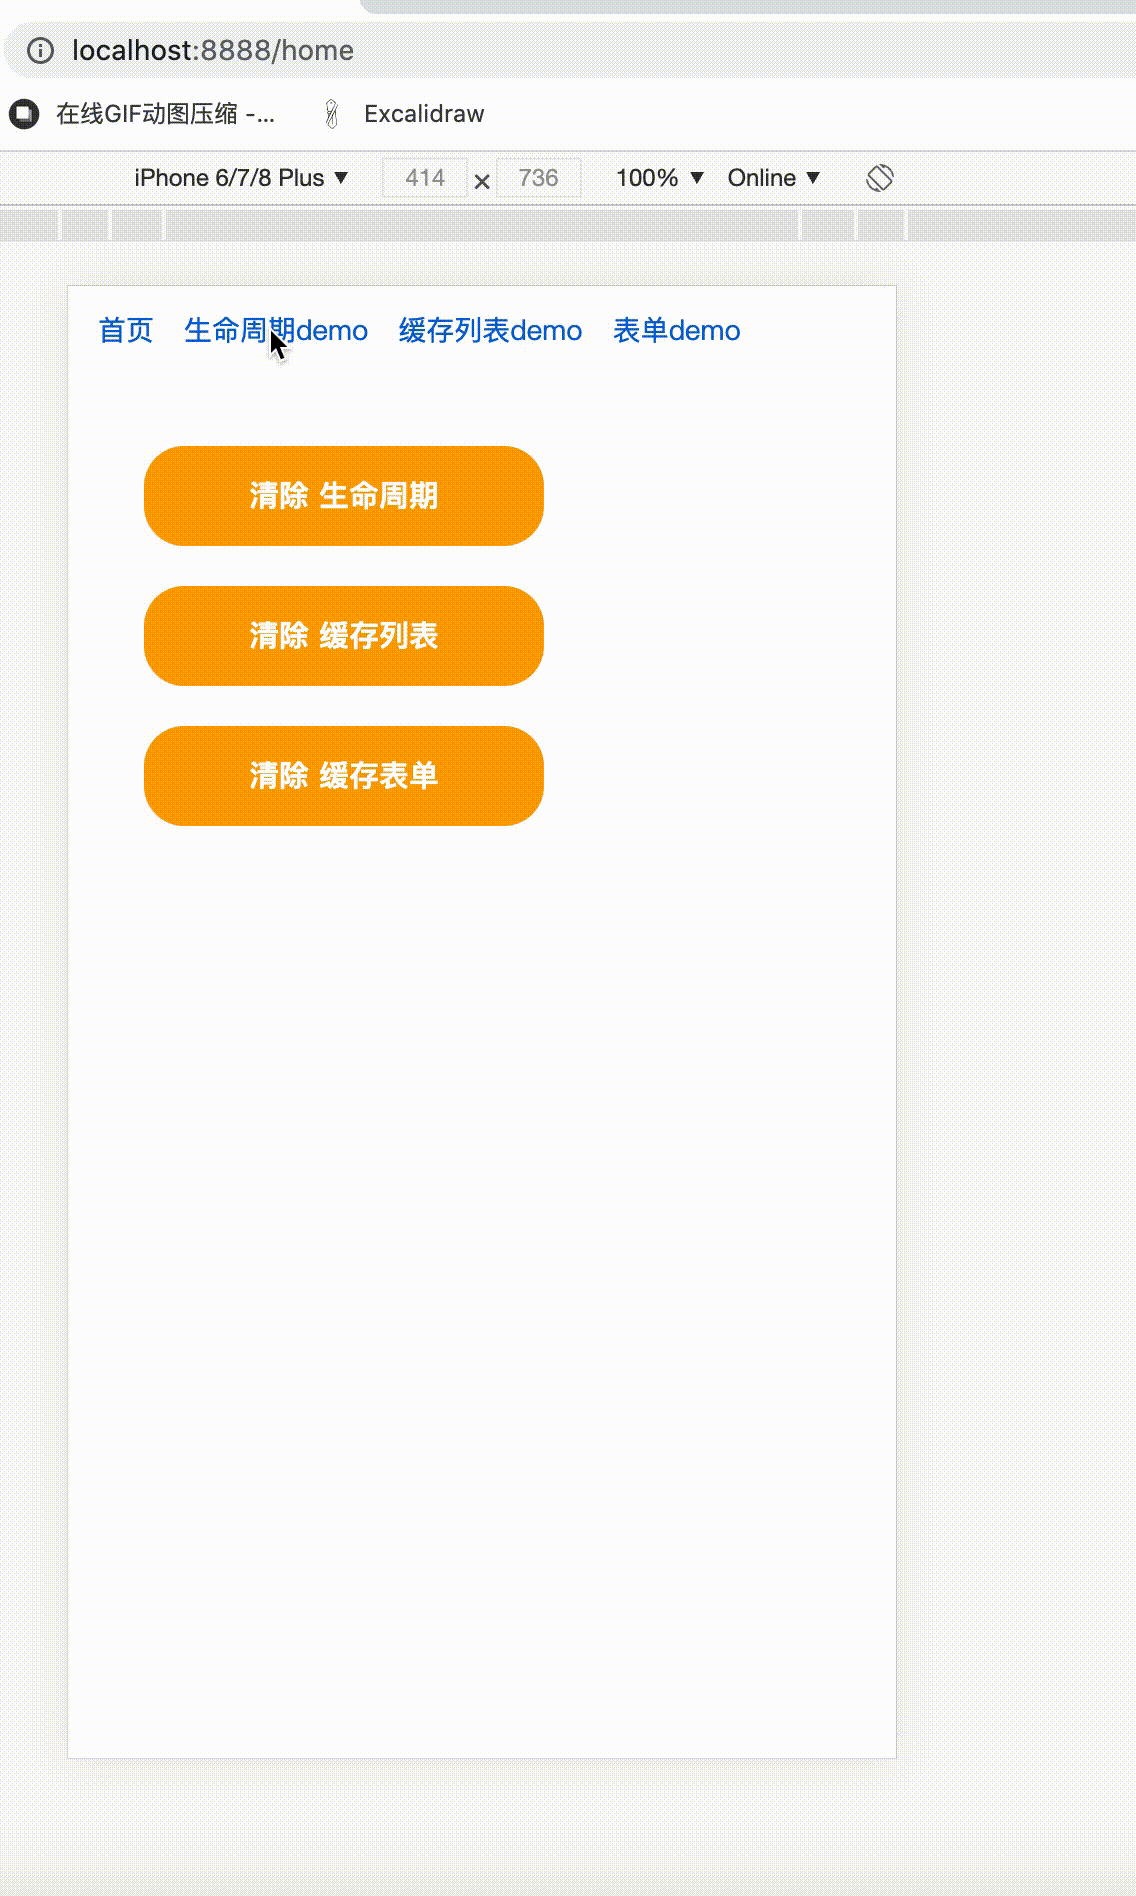 localhost:8888/home
在线GIF动图压缩 -... Excalidraw
iPhone 6/7/8 Plus ▼ 414 × 736 100% ▼ Online ▼
首页 生命周期demo 缓存列表demo 表单demo
清除 生命周期
清除 缓存列表
清除 缓存表单